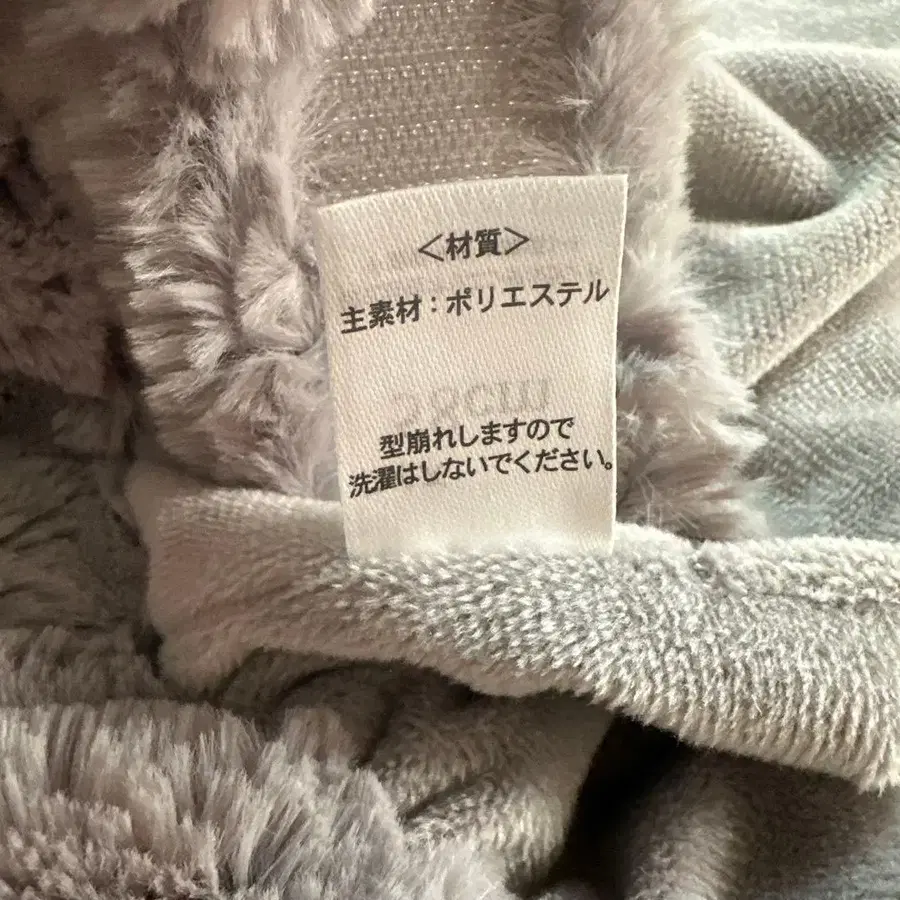 <材質>
主素材：ポリエステル
型崩れしますので
洗濯はしないでください。